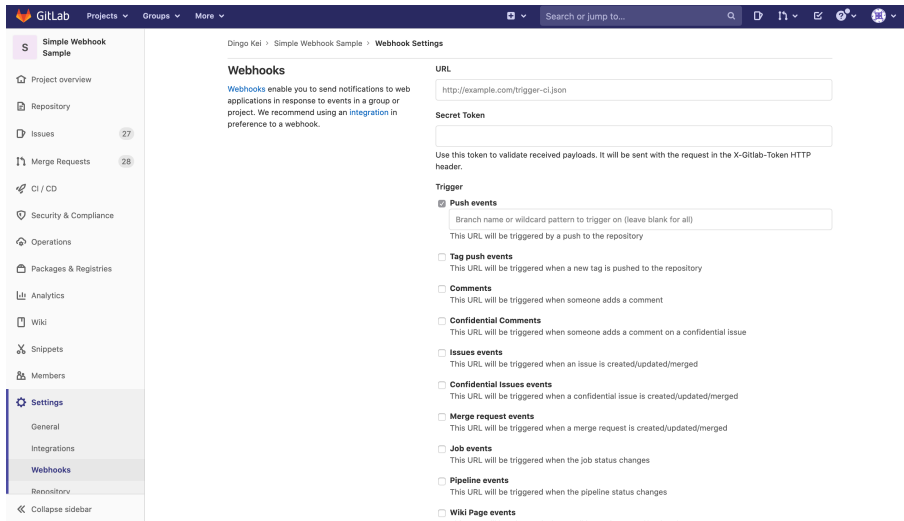 GitLab Projects Groups More Search or jump to...
S Simple Webhook Sample
Project overview
Repository
Issues 27
Merge Requests 28
CI / CD
Security & Compliance
Operations
Packages & Registries
Analytics
Wiki
Snippets
Members
Settings
General
Integrations
Webhooks
Repository
Collapse sidebar
Dingo Kei > Simple Webhook Sample > Webhook Settings
Webhooks
Webhooks enable you to send notifications to web
applications in response to events in a group or
project. We recommend using an integration in
preference to a webhook.
URL
http://example.com/trigger-ci.json
Secret Token
Use this token to validate received payloads. It will be sent with the request in the X-Gitlab-Token HTTP
header.
Trigger
Push events
Branch name or wildcard pattern to trigger on (leave blank for all)
This URL will be triggered by a push to the repository
Tag push events
This URL will be triggered when a new tag is pushed to the repository
Comments
This URL will be triggered when someone adds a comment
Confidential Comments
This URL will be triggered when someone adds a comment on a confidential issue
Issues events
This URL will be triggered when an issue is created/updated/merged
Confidential Issues events
This URL will be triggered when a confidential issue is created/updated/merged
Merge request events
This URL will be triggered when a merge request is created/updated/merged
Job events
This URL will be triggered when the job status changes
Pipeline events
This URL will be triggered when the pipeline status changes
Wiki Page events